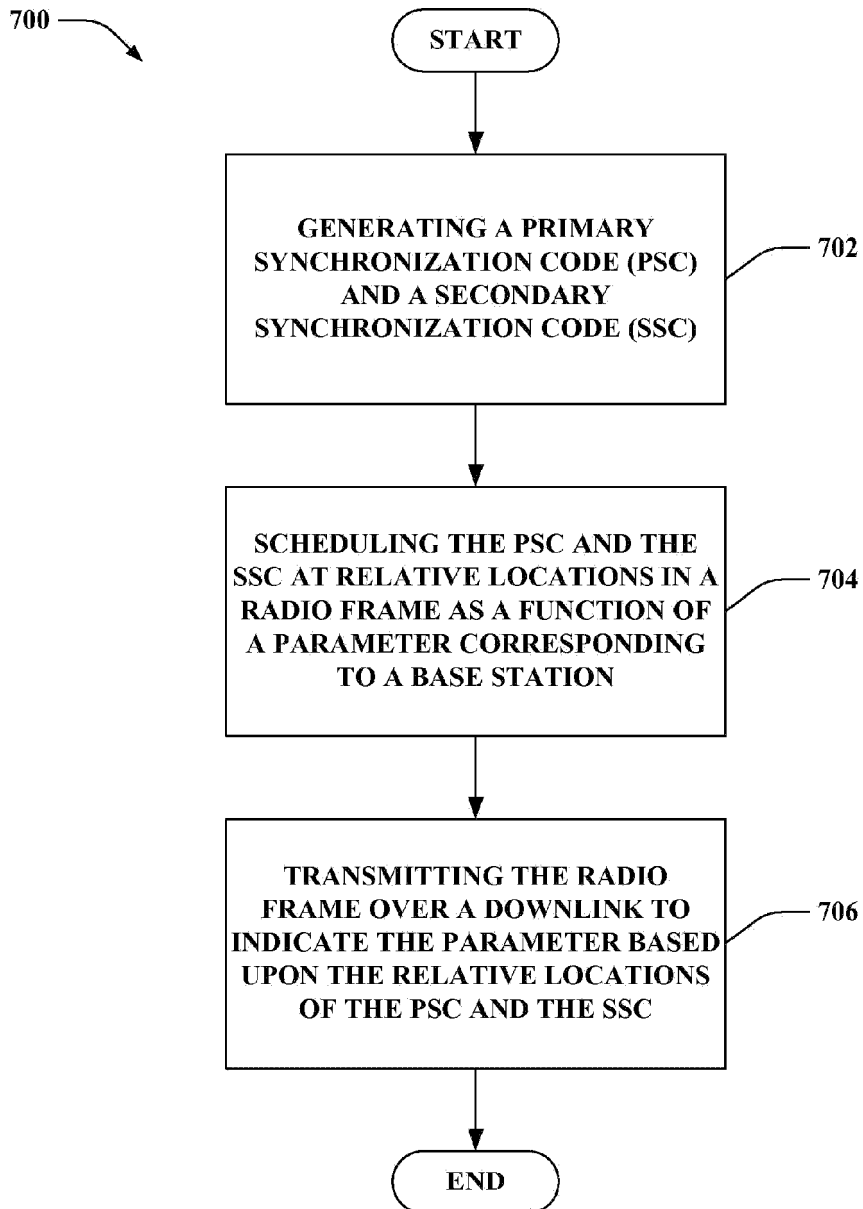 700
START
GENERATING A PRIMARY
SYNCHRONIZATION CODE (PSC)
AND A SECONDARY
SYNCHRONIZATION CODE (SSC)
702
SCHEDULING THE PSC AND THE
SSC AT RELATIVE LOCATIONS IN A
RADIO FRAME AS A FUNCTION OF
A PARAMETER CORRESPONDING
TO A BASE STATION
704
TRANSMITTING THE RADIO
FRAME OVER A DOWNLINK TO
INDICATE THE PARAMETER BASED
UPON THE RELATIVE LOCATIONS
OF THE PSC AND THE SSC
706
END